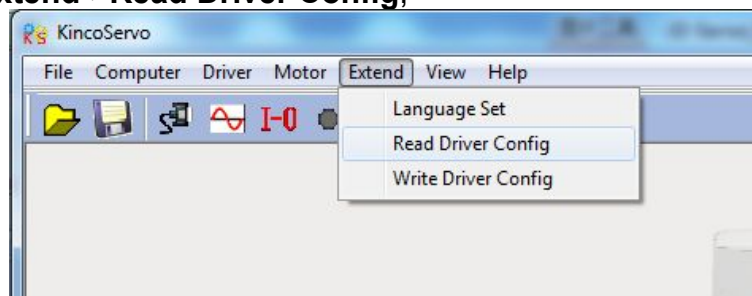 Extend->Read Driver Config;
KincoServo
File Computer Driver Motor Extend View Help
I-0
Language Set
Read Driver Config
Write Driver Config